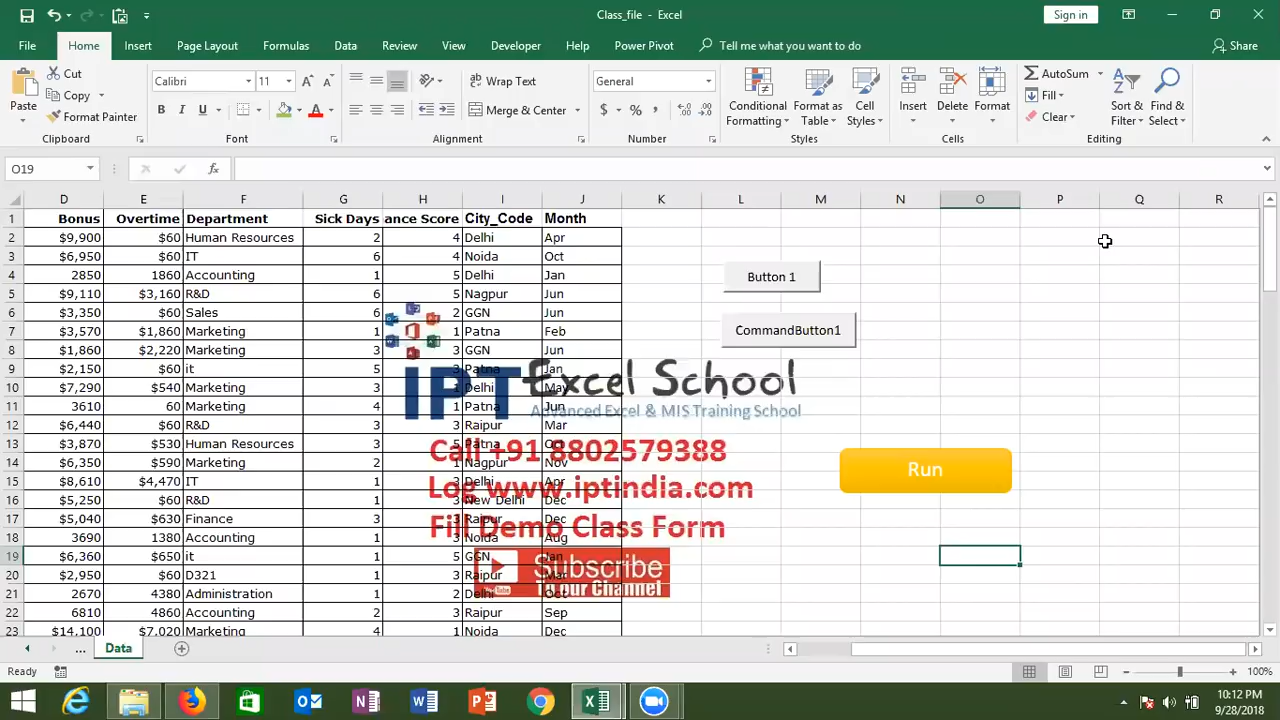 Class_file - Excel
Sign in
File Home Insert Page Layout Formulas Data Review View Developer Help Power Pivot Tell me what you want to do Share
Paste Cut Copy Format Painter Clipboard
Calibri 11 B I U A Font
Wrap Text Merge & Center Alignment
General $ % , Number
Conditional Formatting Format as Table Cell Styles Styles
Insert Delete Format Cells
AutoSum Fill Clear Sort & Filter Find & Select Editing
O19 fx
D E F G H I J K L M N O P Q R
1 Bonus Overtime Department Sick Days ance Score City_Code Month
2 $9,900 $60 Human Resources 2 4 Delhi Apr
3 $6,950 $60 IT 6 4 Noida Oct
4 2850 1860 Accounting 1 5 Delhi Jan
5 $9,110 $3,160 R&D 6 5 Nagpur Jun
6 $3,350 $60 Sales 6 2 GGN Jun
7 $3,570 $1,860 Marketing 1 1 Patna Feb
8 $1,860 $2,220 Marketing 3 3 GGN Jun
9 $2,150 $60 it 5 3 Patna Jan
10 $7,290 $540 Marketing 3 1 Delhi May
11 3610 60 Marketing 4 1 Patna Jun
12 $6,440 $60 R&D 3 3 Raipur Mar
13 $3,870 $530 Human Resources 3 5 Patna Oct
14 $6,350 $590 Marketing 2 1 Nagpur Nov
15 $8,610 $4,470 IT 1 Delhi Apr
16 $5,250 $60 R&D 1 3 New Delhi Dec
17 $5,040 $630 Finance 3 3 Raipur Dec
18 3690 1380 Accounting 1 3 Noida Aug
19 $6,360 $650 it 1 5 GGN Jan
20 $2,950 $60 D321 1 3 Raipur Mar
21 2670 4380 Administration 1 2 Delhi Oct
22 6810 4860 Accounting 2 3 Raipur Sep
23 $14,100 $7,020 Marketing 4 1 Noida Dec
Button 1
CommandButton1
Run
IPT Excel School
Advanced Excel & MIS Training School
Call +91 8802579388
Log www.iptindia.com
Fill Demo Class Form
Subscribe
To our Channel
YouTube
... Data
Ready 100%
10:12 PM
9/28/2018